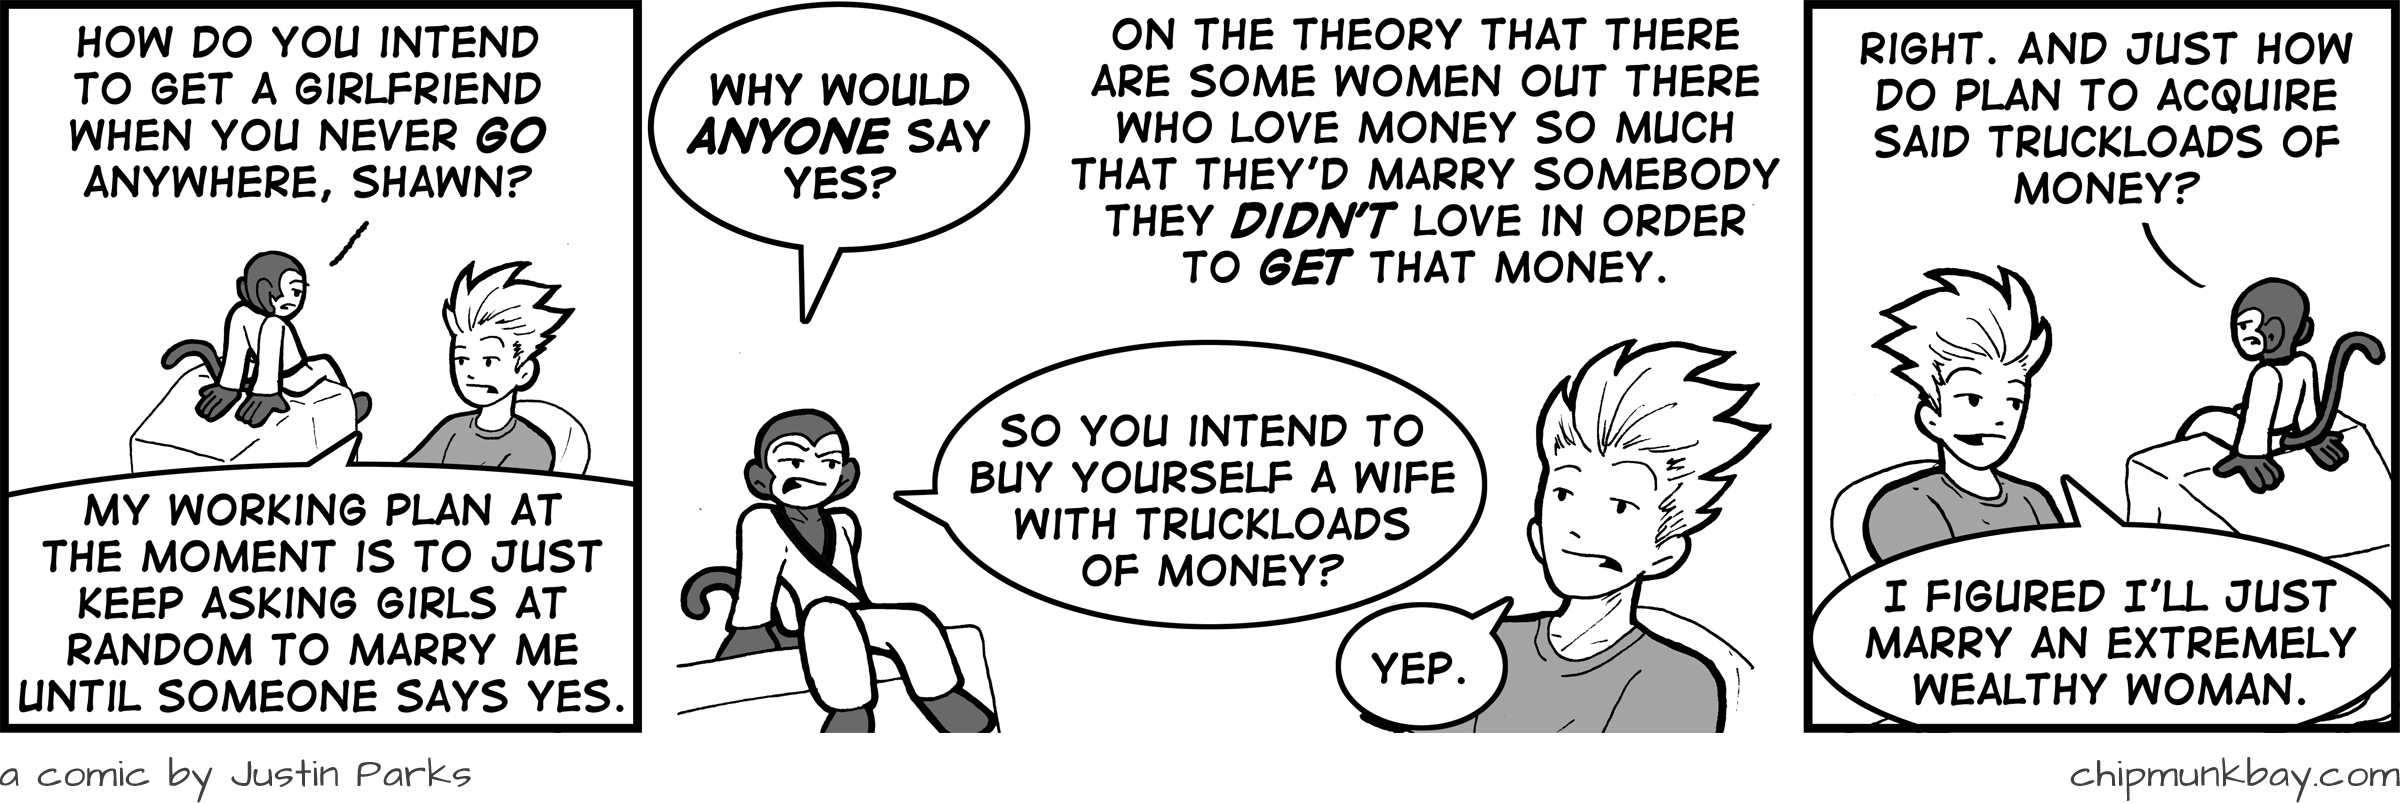 HOW DO YOU INTEND
TO GET A GIRLFRIEND
WHEN YOU NEVER GO
ANYWHERE, SHAWN?
MY WORKING PLAN AT
THE MOMENT IS TO JUST
KEEP ASKING GIRLS AT
RANDOM TO MARRY ME
UNTIL SOMEONE SAYS YES.
WHY WOULD
ANYONE SAY
YES?
ON THE THEORY THAT THERE
ARE SOME WOMEN OUT THERE
WHO LOVE MONEY SO MUCH
THAT THEY'D MARRY SOMEBODY
THEY DIDN'T LOVE IN ORDER
TO GET THAT MONEY.
SO YOU INTEND TO
BUY YOURSELF A WIFE
WITH TRUCKLOADS
OF MONEY?
YEP.
RIGHT. AND JUST HOW
DO PLAN TO ACQUIRE
SAID TRUCKLOADS OF
MONEY?
I FIGURED I'LL JUST
MARRY AN EXTREMELY
WEALTHY WOMAN.
a comic by Justin Parks
chipmunkbay.com